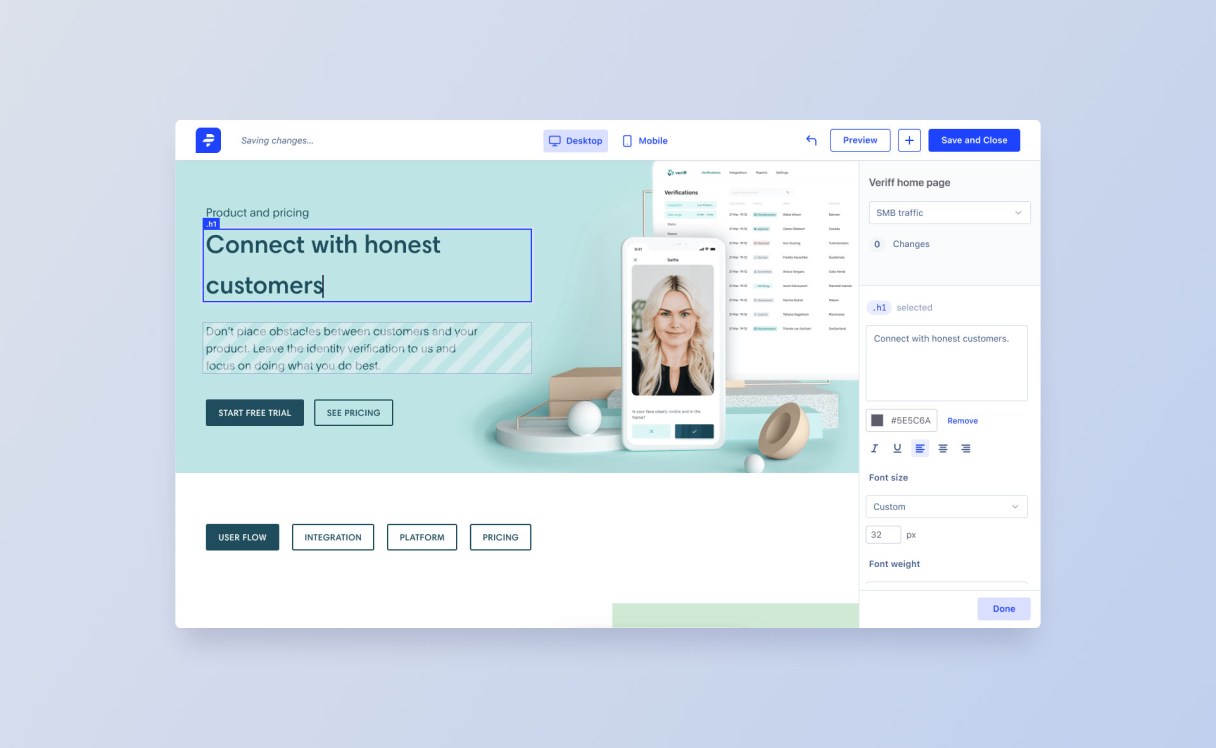 Saving changes...
Desktop
Mobile
Preview
+
Save and Close
Product and pricing
.h1
Connect with honest
customers
Don't place obstacles between customers and your
product. Leave the identity verification to us and
focus on doing what you do best.
START FREE TRIAL
SEE PRICING
veriff
Verifications
Integrations
Reports
Settings
Verifications
Status
9:41
Selfie
Is your face clearly visible and in the
frame?
USER FLOW
INTEGRATION
PLATFORM
PRICING
Veriff home page
SMB traffic
0
Changes
.h1
selected
Connect with honest customers.
#5E5C6A
Remove
I
U
Font size
Custom
32
px
Font weight
Done